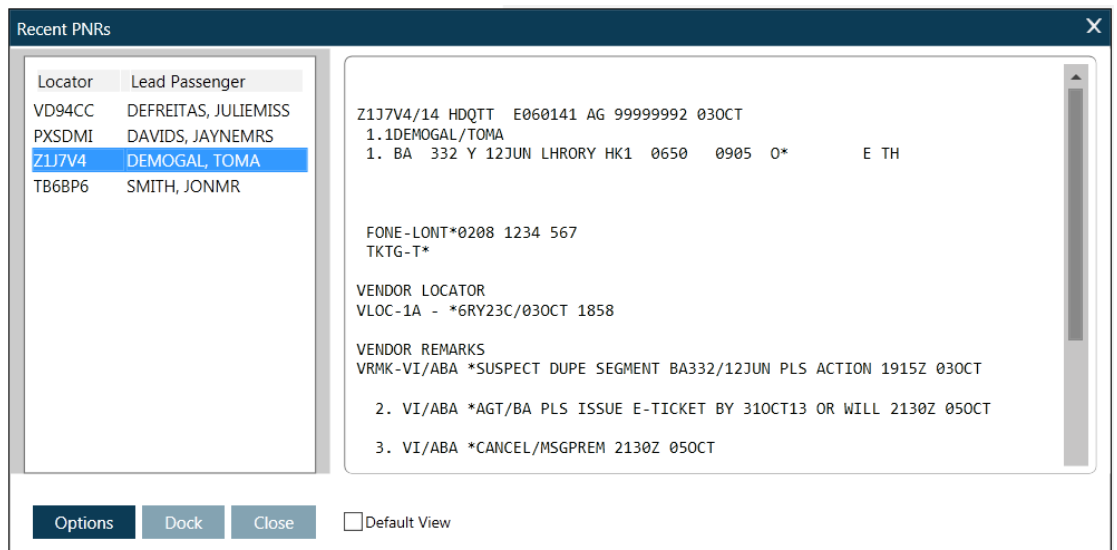 Recent PNRs X
Locator Lead Passenger
VD94CC DEFREITAS, JULIEMISS
PXSDMI DAVIDS, JAYNEMRS
Z1J7V4 DEMOGAL, TOMA
TB6BP6 SMITH, JONMR
Z1J7V4/14 HDQTT E060141 AG 99999992 03OCT
1.1DEMOGAL/TOMA
1. BA 332 Y 12JUN LHRORY HK1 0650 0905 O* E TH
FONE-LONT*0208 1234 567
TKTG-T*
VENDOR LOCATOR
VLOC-1A - *6RY23C/03OCT 1858
VENDOR REMARKS
VRMK-VI/ABA *SUSPECT DUPE SEGMENT BA332/12JUN PLS ACTION 1915Z 03OCT
2. VI/ABA *AGT/BA PLS ISSUE E-TICKET BY 31OCT13 OR WILL 2130Z 05OCT
3. VI/ABA *CANCEL/MSGPREM 2130Z 05OCT
Options Dock Close Default View